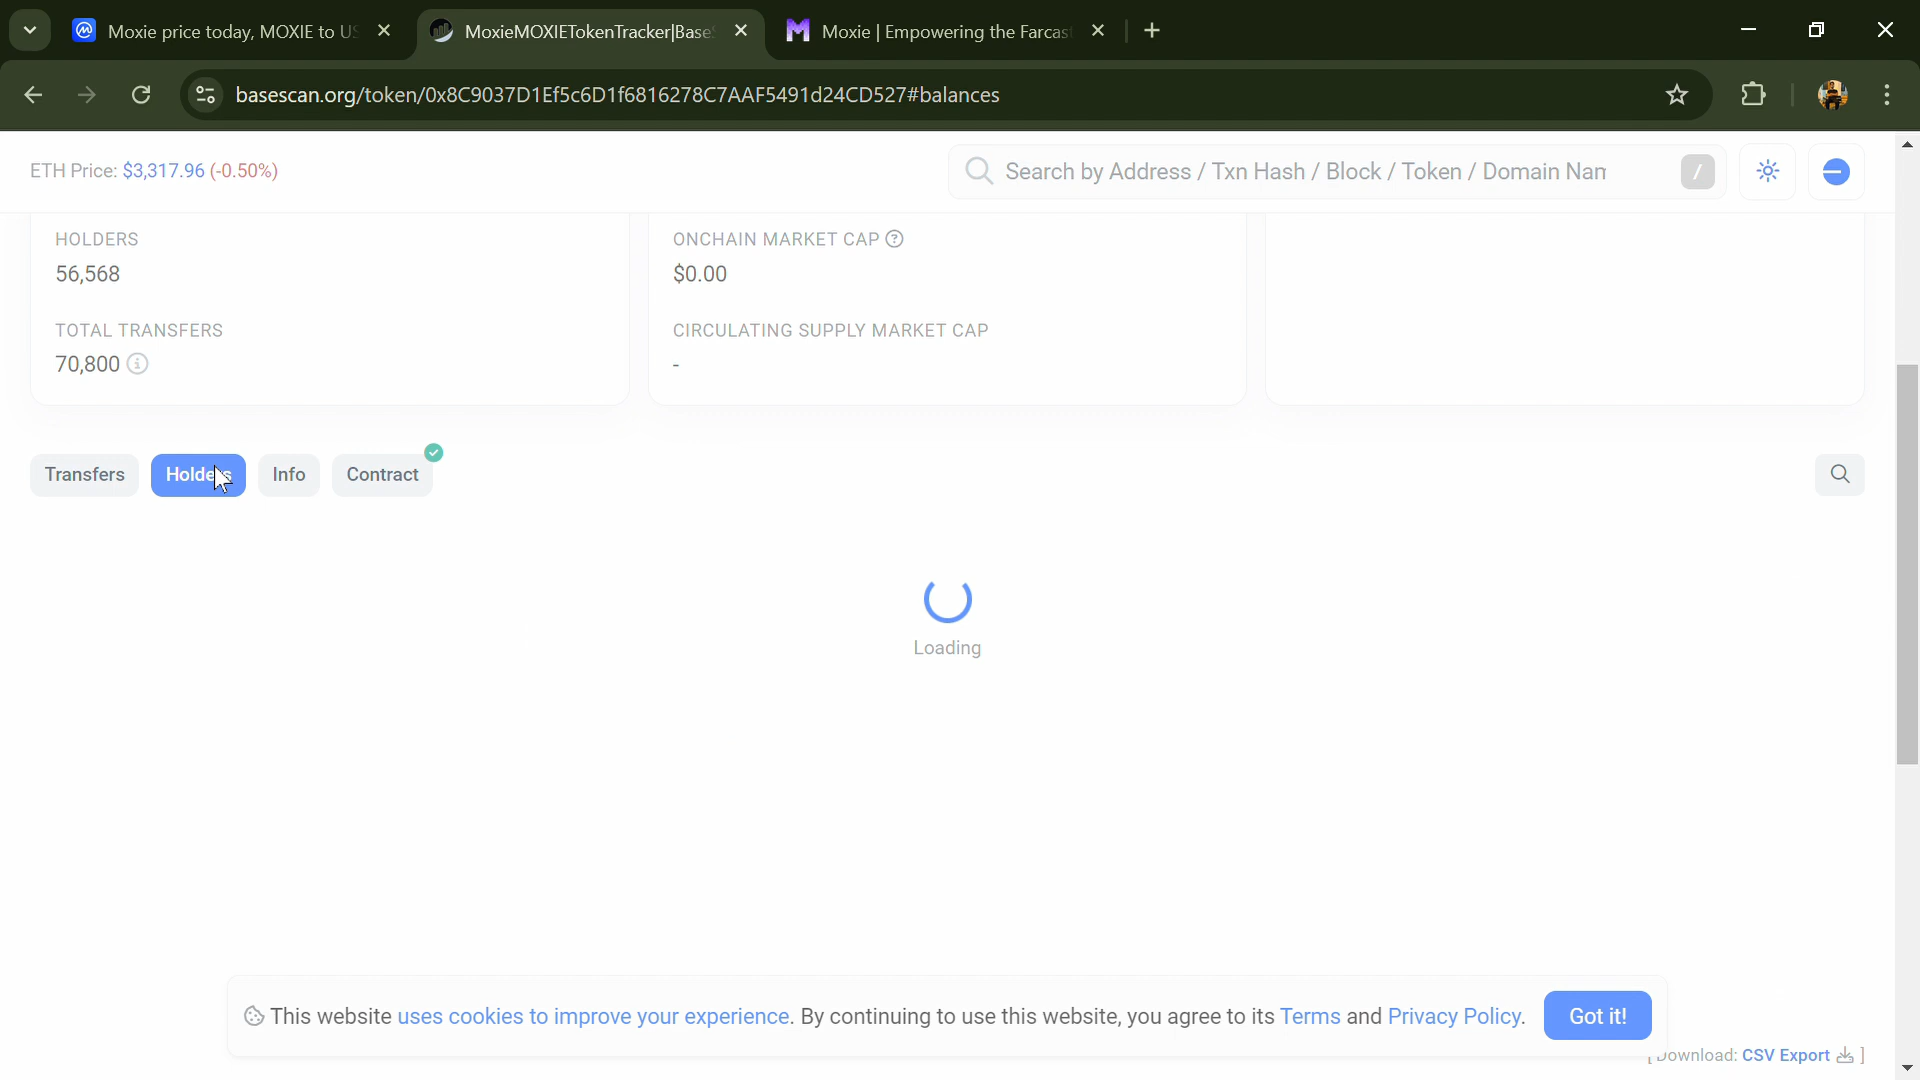 Moxie price today, MOXIE to US
MoxieMOXIETokenTracker|BaseS
Moxie | Empowering the Farcas
basescan.org/token/0x8C9037D1Ef5c6D1f6816278C7AAF5491d24CD527#balances
ETH Price: $3,317.96 (-0.50%)
Search by Address / Txn Hash / Block / Token / Domain Nam
/
HOLDERS
56,568
TOTAL TRANSFERS
70,800
ONCHAIN MARKET CAP
$0.00
CIRCULATING SUPPLY MARKET CAP
-
Transfers
Holders
Info
Contract
Loading
This website uses cookies to improve your experience. By continuing to use this website, you agree to its Terms and Privacy Policy.
Got it!
[ Download: CSV Export ]